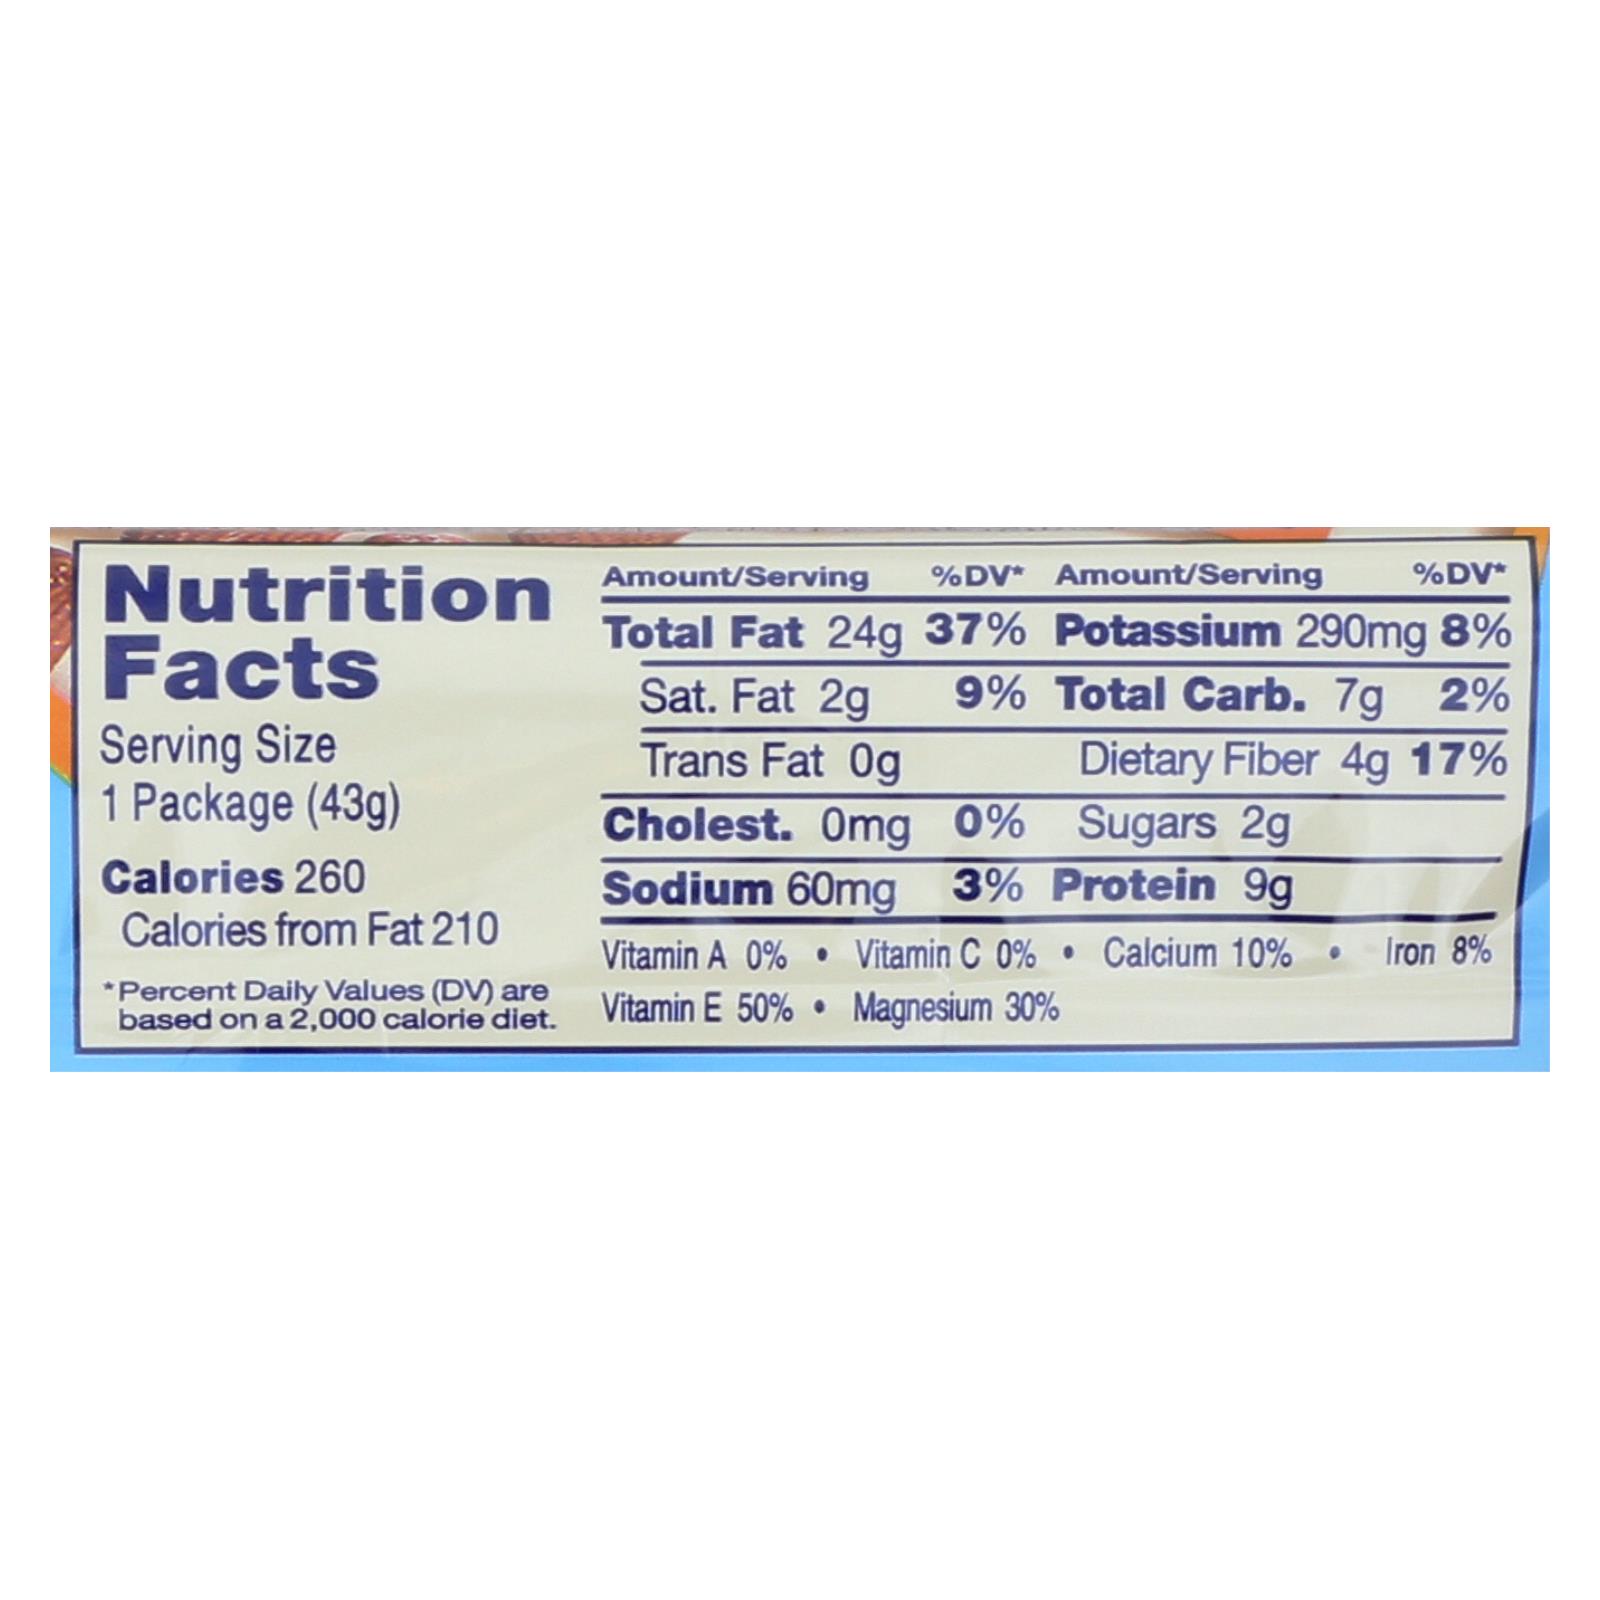 Nutrition
Facts
Serving Size
1 Package (43g)
Calories 260
Calories from Fat 210
*Percent Daily Values (DV) are
based on a 2,000 calorie diet.
Amount/Serving %DV* Amount/Serving %DV*
Total Fat 24g 37% Potassium 290mg 8%
Sat. Fat 2g 9% Total Carb. 7g 2%
Trans Fat 0g Dietary Fiber 4g 17%
Cholest. 0mg 0% Sugars 2g
Sodium 60mg 3% Protein 9g
Vitamin A 0% • Vitamin C 0% • Calcium 10% • Iron 8%
Vitamin E 50% • Magnesium 30%